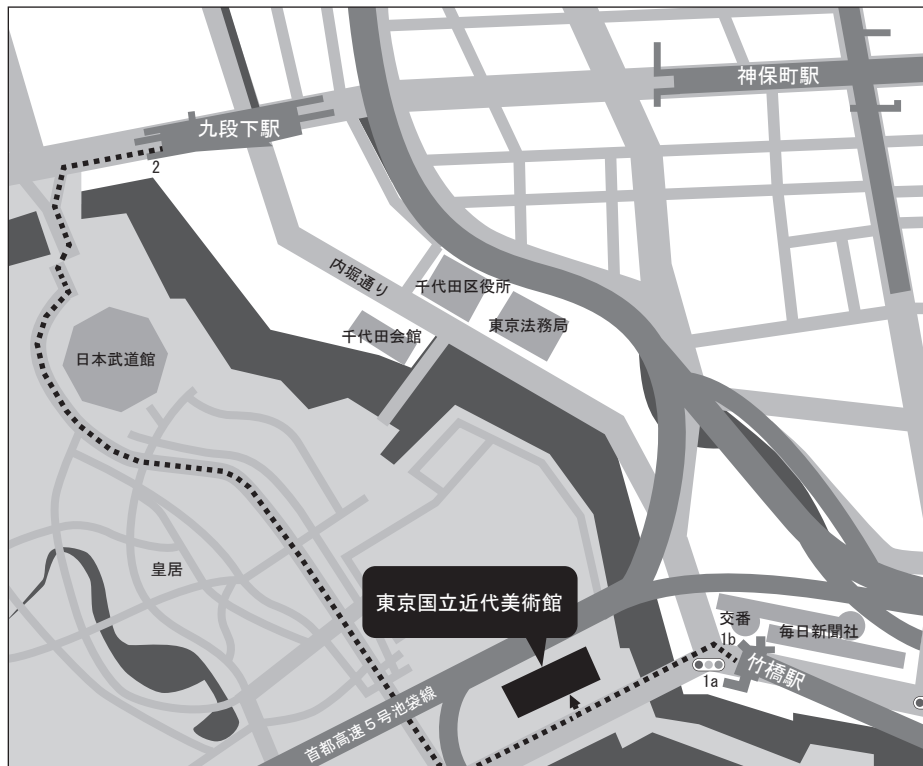 神保町駅
九段下駅
2
内堀通り
千代田区役所
東京法務局
千代田会館
日本武道館
皇居
東京国立近代美術館
交番
1b
毎日新聞社
竹橋駅
1a
首都高速5号池袋線